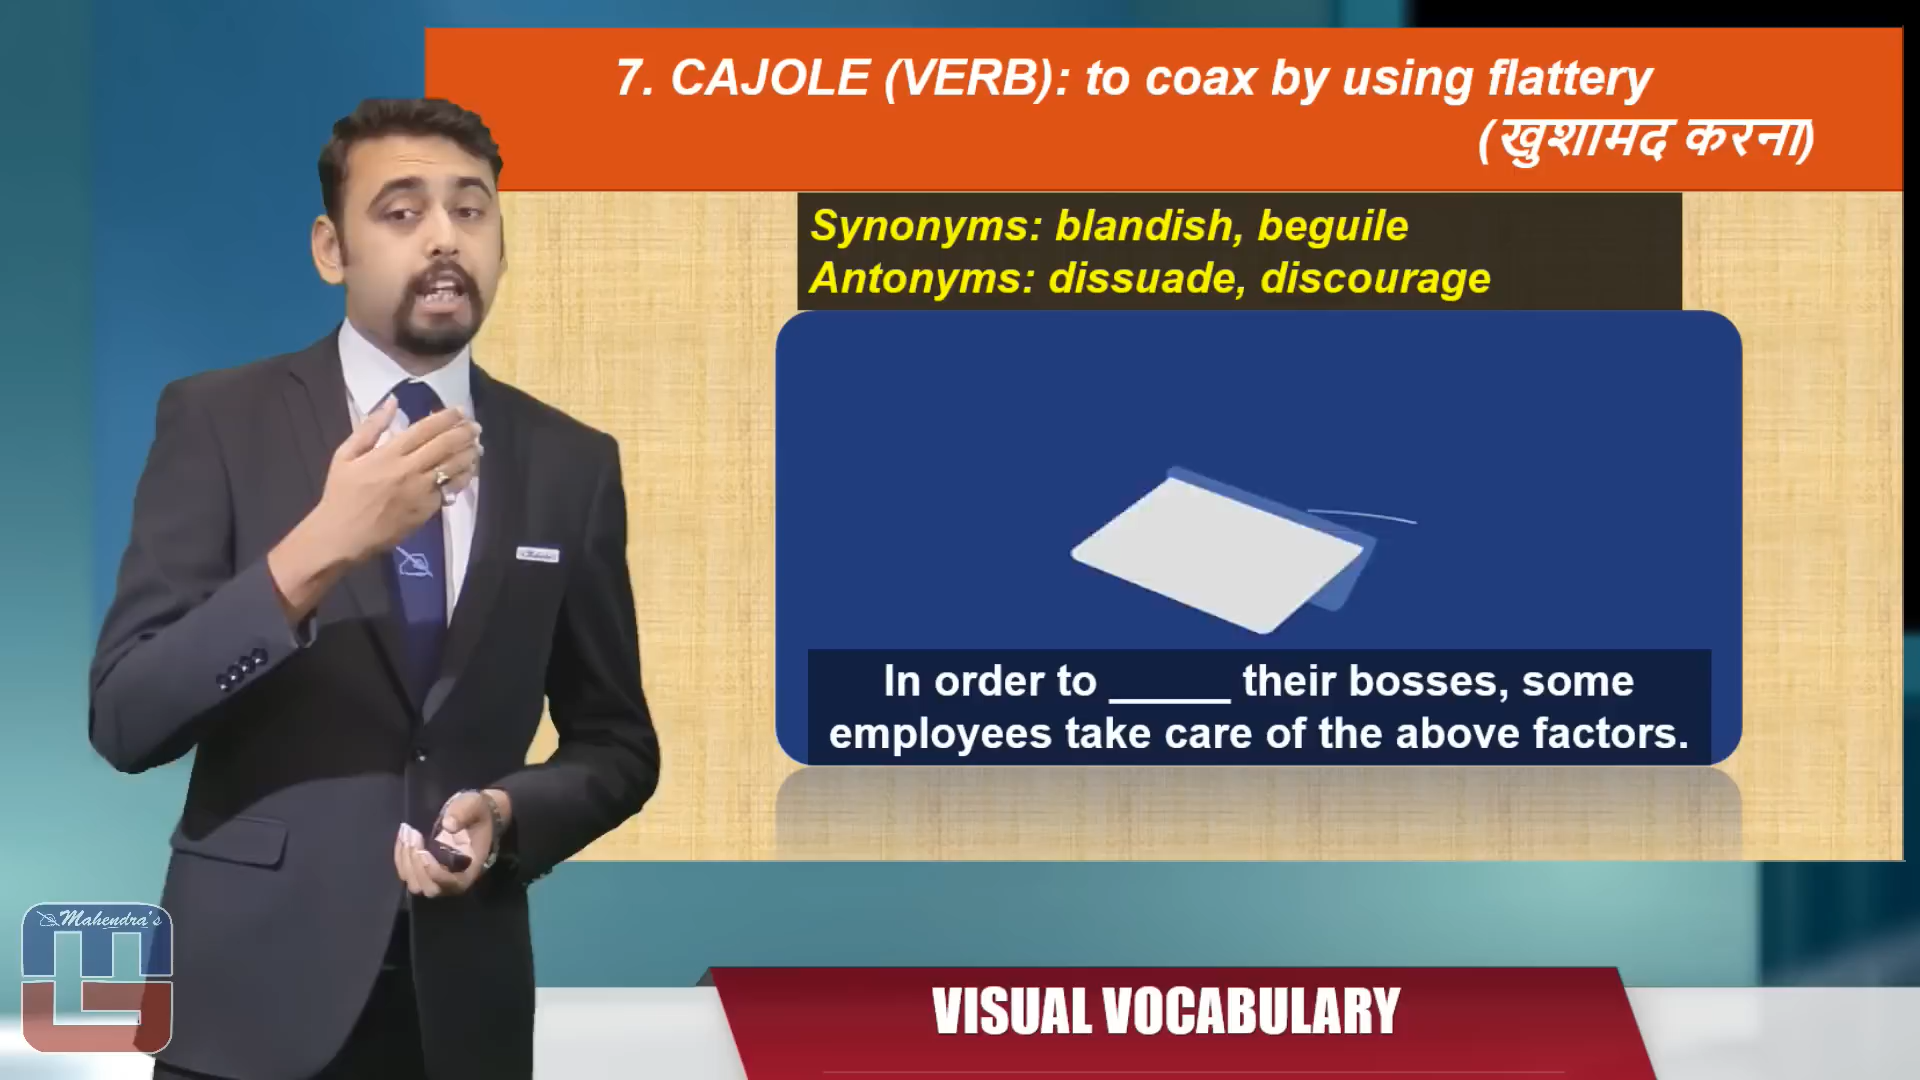 7. CAJOLE (VERB): to coax by using flattery
(खुशामद करना)
Synonyms: blandish, beguile
Antonyms: dissuade, discourage
In order to _____ their bosses, some
employees take care of the above factors.
Mahendra's
VISUAL VOCABULARY